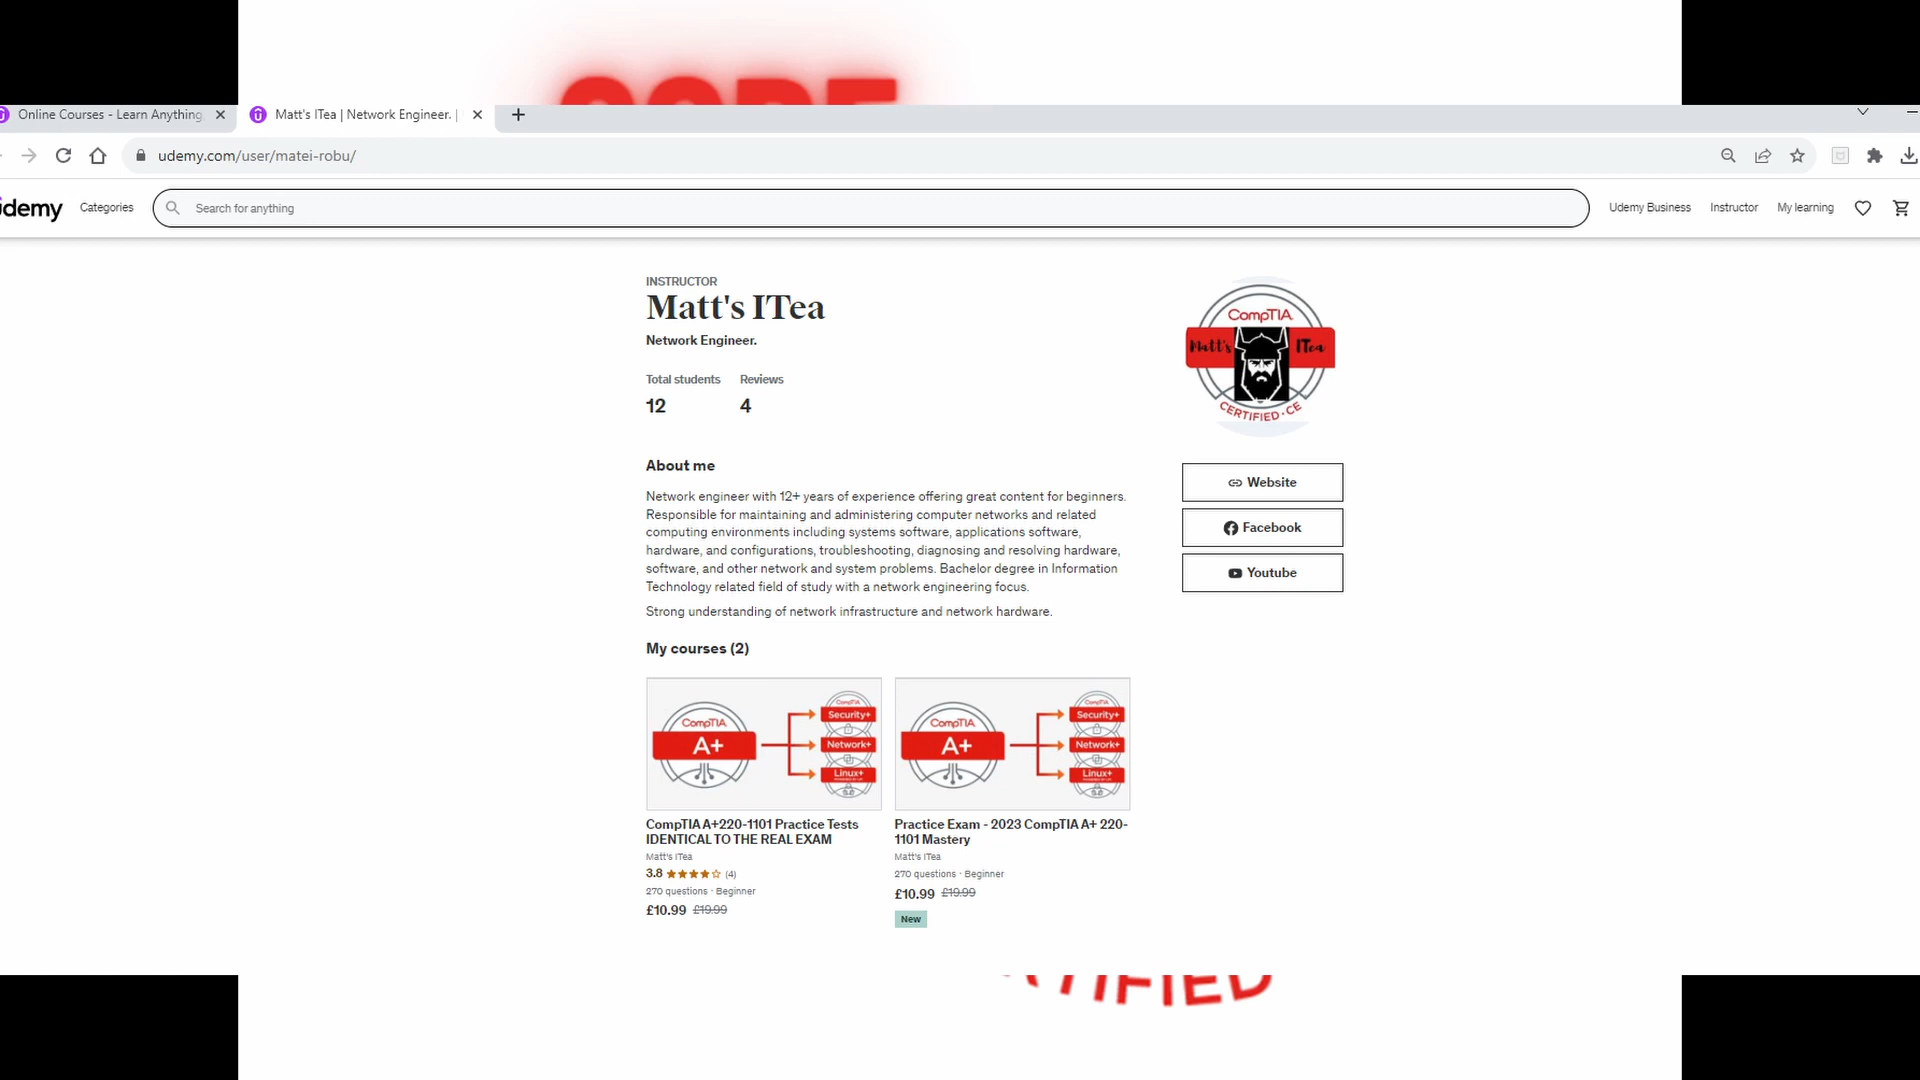 CORE
Online Courses - Learn Anything
Matt's ITea | Network Engineer. |
udemy.com/user/matei-robu/
udemy
Categories
Search for anything
Udemy Business
Instructor
My learning
INSTRUCTOR
Matt's ITea
Network Engineer.
Total students
Reviews
12
4
CompTIA
Matt's ITea
CERTIFIED·CE
About me
Network engineer with 12+ years of experience offering great content for beginners.
Responsible for maintaining and administering computer networks and related
computing environments including systems software, applications software,
hardware, and configurations, troubleshooting, diagnosing and resolving hardware,
software, and other network and system problems. Bachelor degree in Information
Technology related field of study with a network engineering focus.
Strong understanding of network infrastructure and network hardware.
Website
Facebook
Youtube
My courses (2)
CompTIA
A+
CompTIA
Security+
Network+
Linux+
CompTIA
A+
CompTIA
Security+
Network+
Linux+
CompTIA A+220-1101 Practice Tests
IDENTICAL TO THE REAL EXAM
Matt's ITea
3.8 (4)
270 questions · Beginner
£10.99 £19.99
Practice Exam - 2023 CompTIA A+ 220-
1101 Mastery
Matt's ITea
270 questions · Beginner
£10.99 £19.99
New
TIFIED